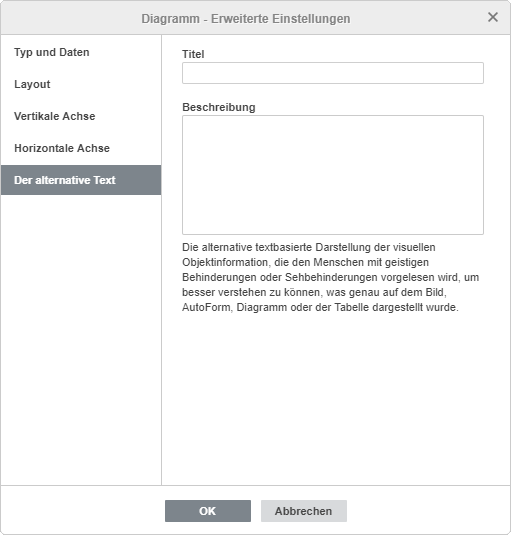 Diagramm - Erweiterte Einstellungen
Typ und Daten
Layout
Vertikale Achse
Horizontale Achse
Der alternative Text
Titel
Beschreibung
Die alternative textbasierte Darstellung der visuellen
Objektinformation, die den Menschen mit geistigen
Behinderungen oder Sehbehinderungen vorgelesen wird, um
besser verstehen zu können, was genau auf dem Bild,
AutoForm, Diagramm oder der Tabelle dargestellt wurde.
OK
Abbrechen